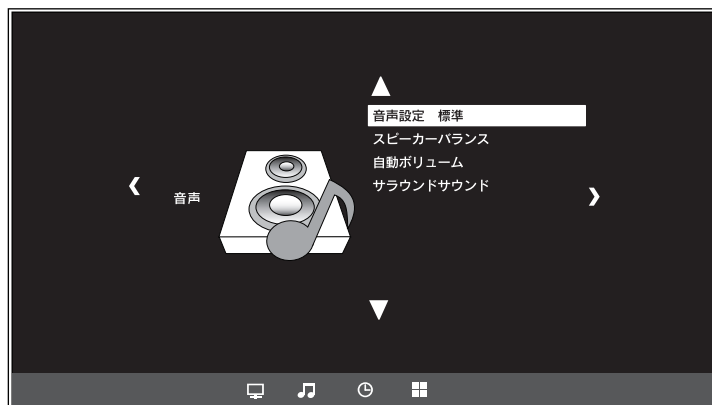 音声
音声設定　標準
スピーカーバランス
自動ボリューム
サラウンドサウンド